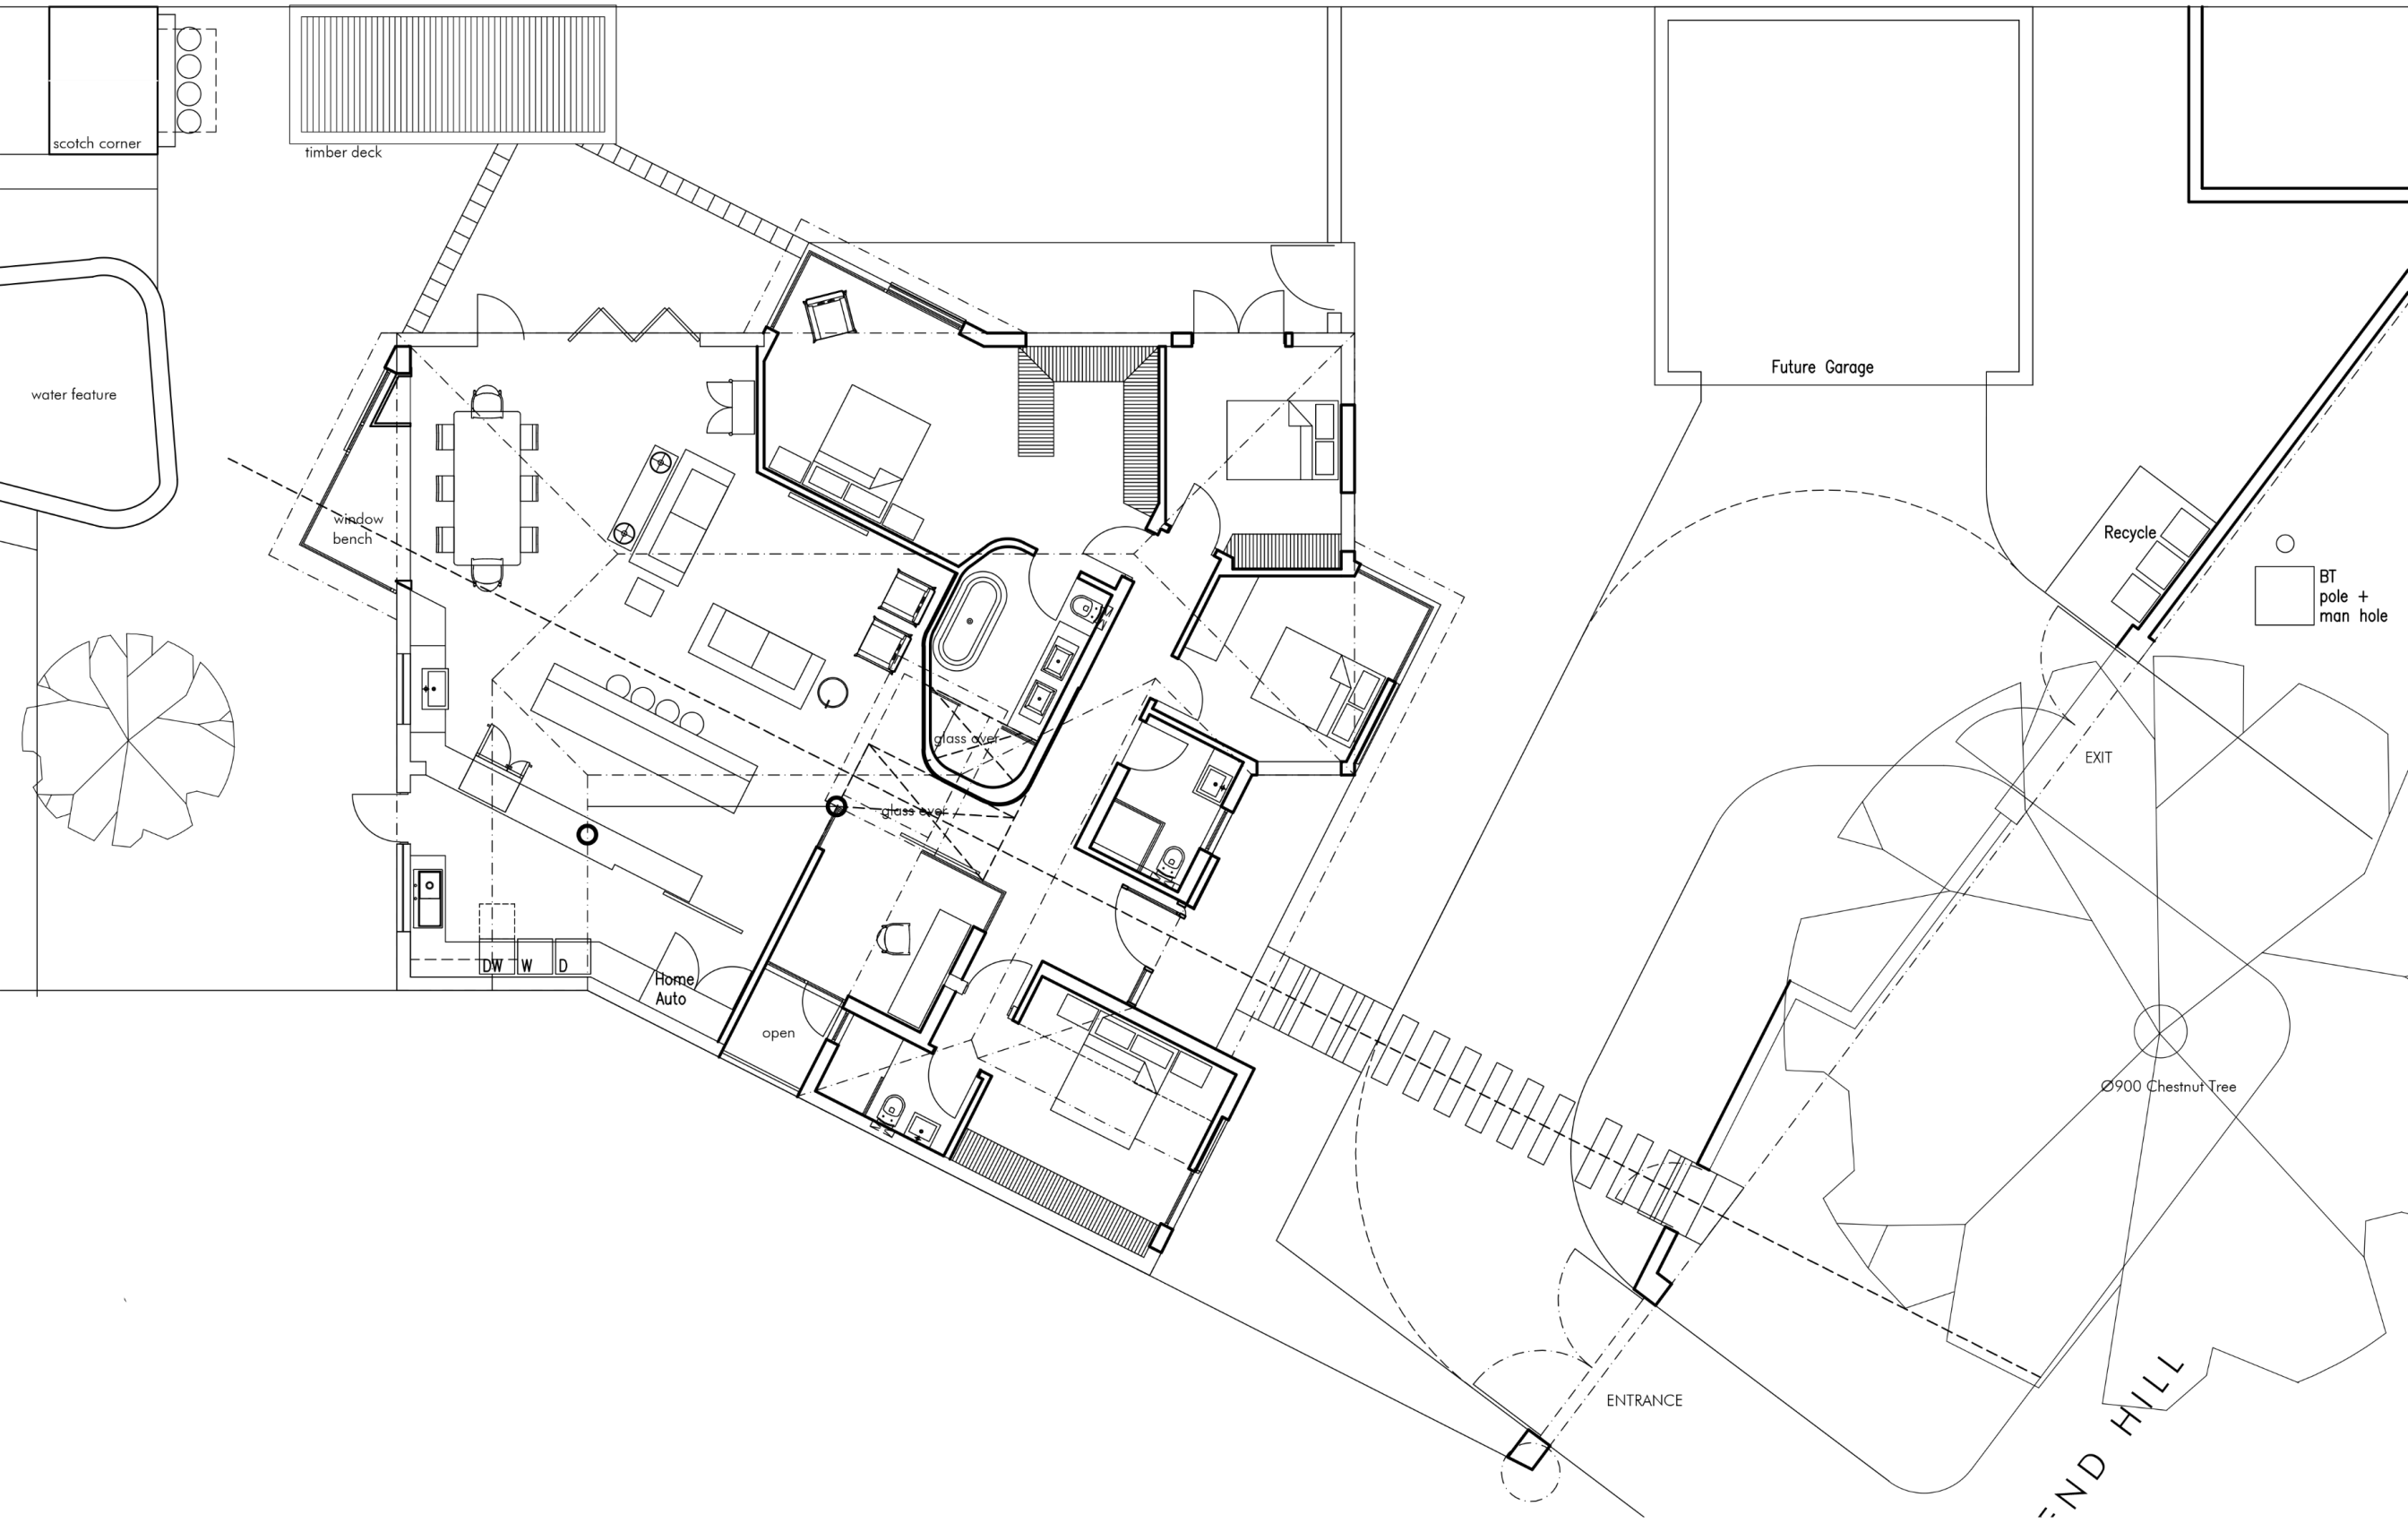 scotch corner
timber deck
water feature
Future Garage
window
bench
Recycle
BT
pole +
man hole
glass over
EXIT
glass over
DW
W
D
Home
Auto
open
Ø900 Chestnut Tree
ENTRANCE
END HILL